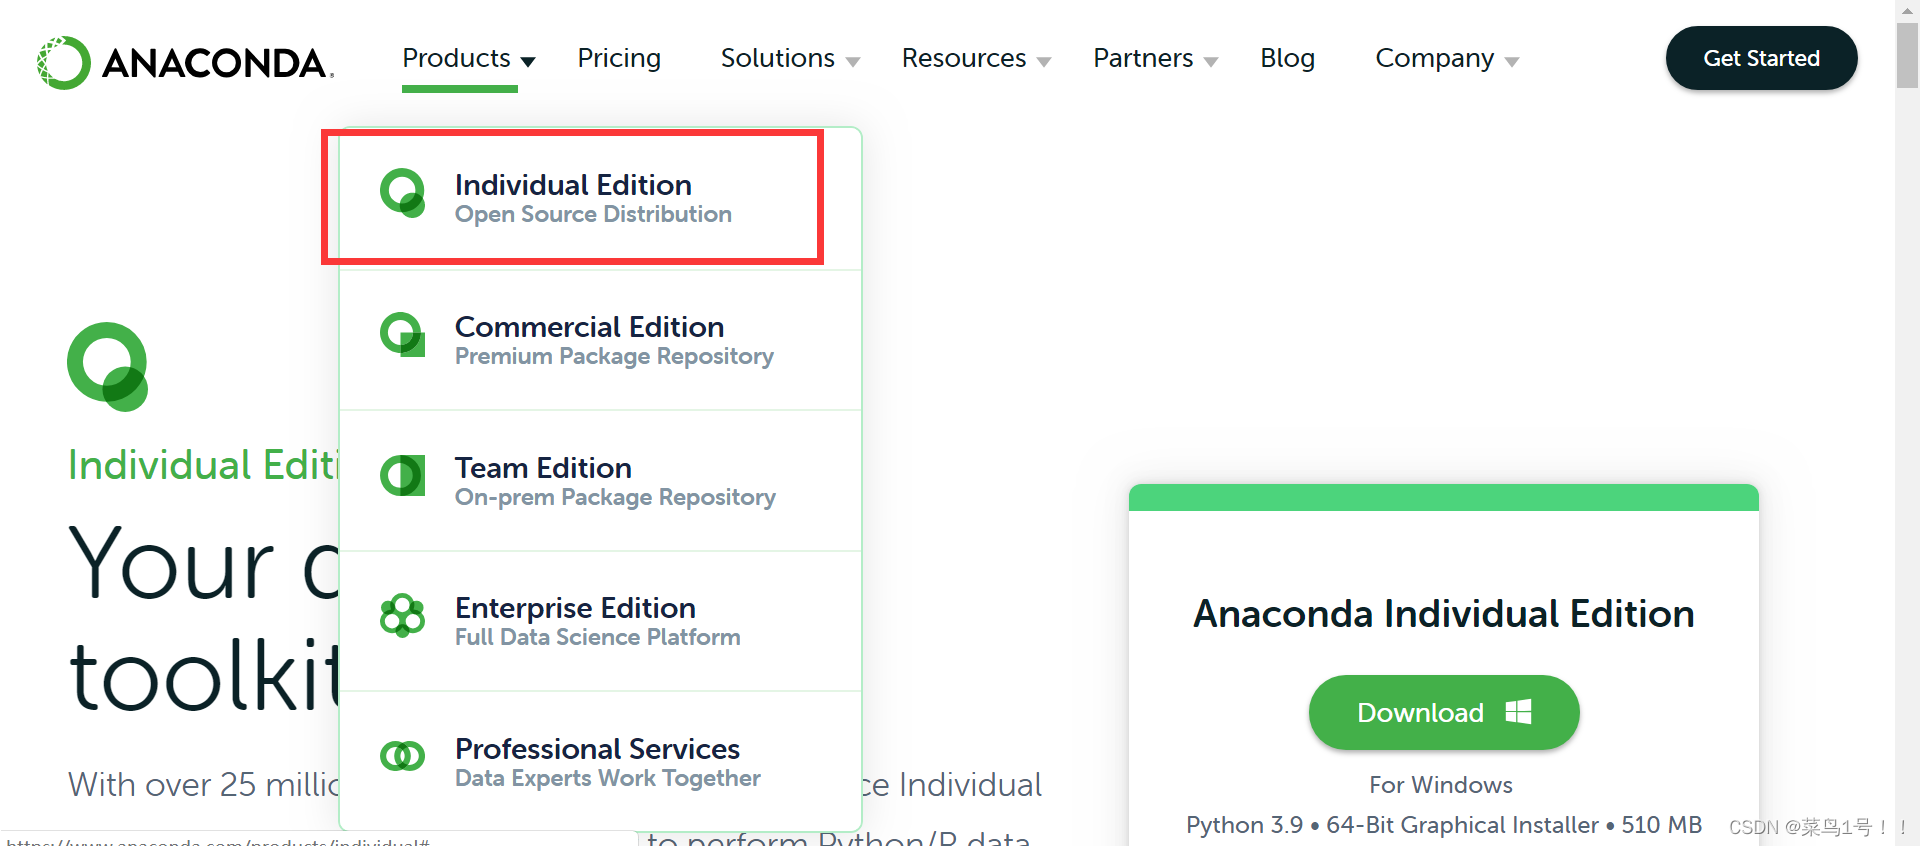 ANACONDA
Products Pricing Solutions Resources Partners Blog Company Get Started
Individual Edition
Open Source Distribution
Commercial Edition
Premium Package Repository
Team Edition
On-prem Package Repository
Enterprise Edition
Full Data Science Platform
Professional Services
Data Experts Work Together
Individual Editi
Your
toolkit
With over 25 millio
ce Individual
to perform Python/R data
Anaconda Individual Edition
Download
For Windows
Python 3.9 • 64-Bit Graphical Installer • 510 MB
https://www.anaconda.com/products/individual#
CSDN @菜鸟1号！！